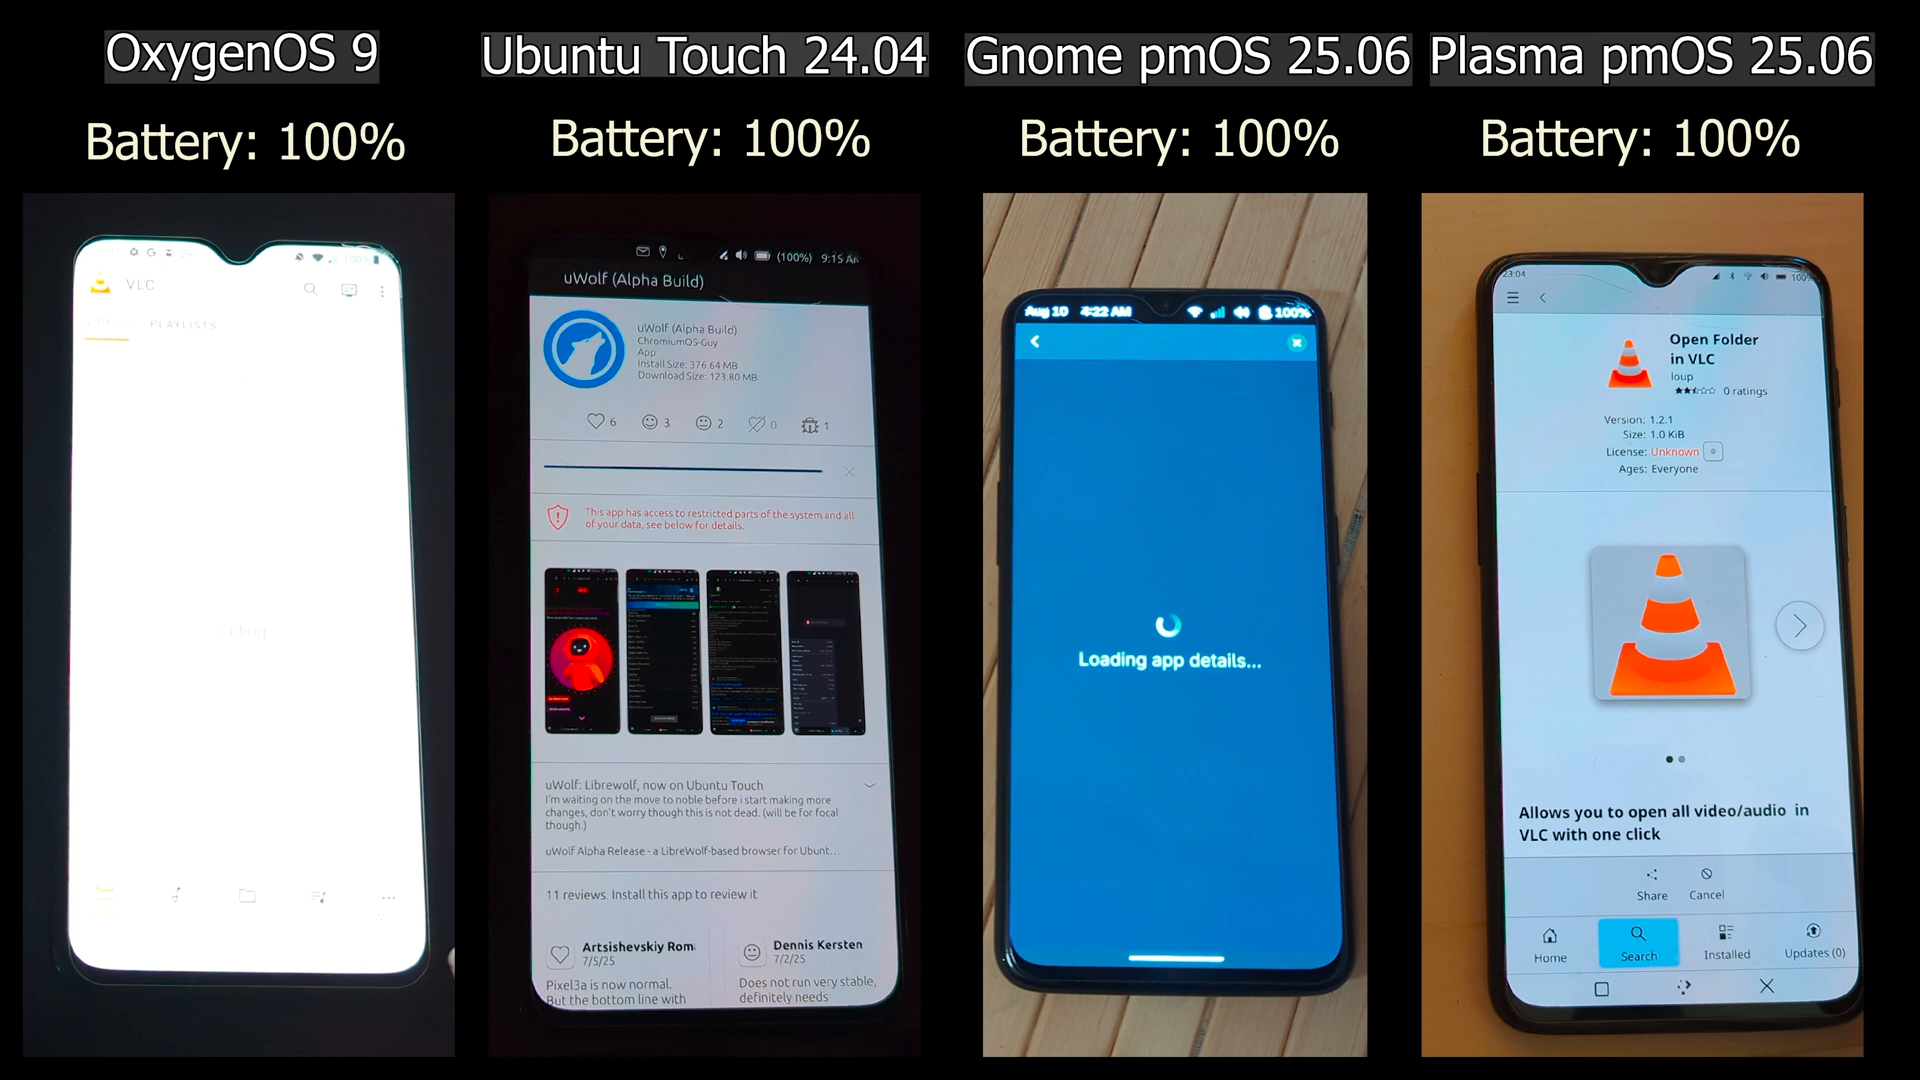 OxygenOS 9
Battery: 100%
VLC
PLAYLISTS
Ubuntu Touch 24.04
Battery: 100%
(100%) 9:15
uWolf (Alpha Build)
uWolf (Alpha Build)
ChromiumOS-Guy
App
Install Size: 376.64 MB
Download Size: 123.80 MB
6 3 2 0 1
This app has access to restricted parts of the system and all
of your data, see below for details.
uWolf: Librewolf, now on Ubuntu Touch
I'm waiting on the move to noble before i start making more
changes, don't worry though this is not dead. (will be for focal
though.)
uWolf Alpha Release - a LibreWolf-based browser for Ubunt...
11 reviews. Install this app to review it
Artsishevskiy Rom
7/5/25
Pixel3a is now normal.
But the bottom line with
Dennis Kersten
7/2/25
Does not run very stable,
definitely needs
Gnome pmOS 25.06
Battery: 100%
Aug 10 4:22 AM 100%
Loading app details...
Plasma pmOS 25.06
Battery: 100%
23:04 100%
Open Folder
in VLC
loup
0 ratings
Version: 1.2.1
Size: 1.0 KiB
License: Unknown
Ages: Everyone
Allows you to open all video/audio in
VLC with one click
Share Cancel
Home Search Installed Updates (0)